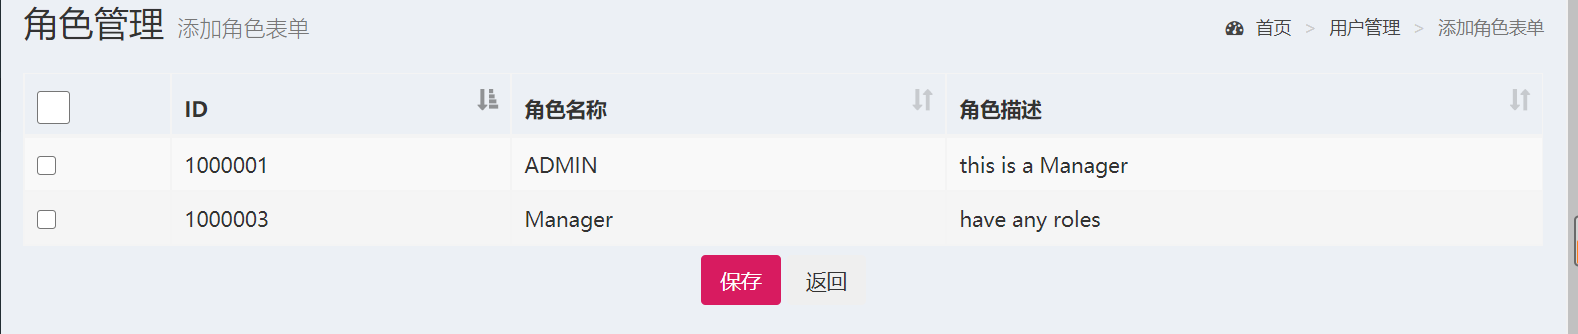 角色管理 添加角色表单
首页 > 用户管理 > 添加角色表单
ID 角色名称 角色描述
1000001 ADMIN this is a Manager
1000003 Manager have any roles
保存 返回